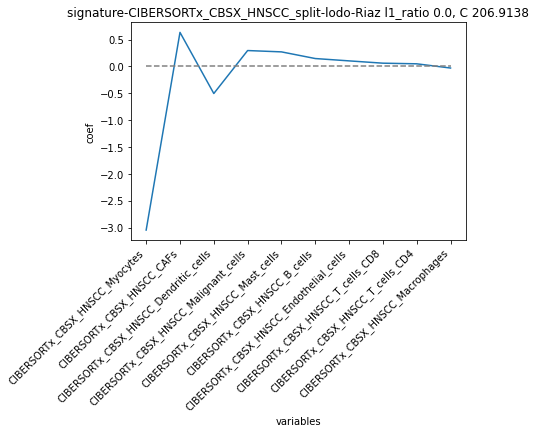 signature-CIBERSORTx_CBSX_HNSCC_split-lodo-Riaz l1_ratio 0.0, C 206.9138
coef
0.5
0.0
−0.5
−1.0
−1.5
−2.0
−2.5
−3.0
CIBERSORTx_CBSX_HNSCC_Myocytes
CIBERSORTx_CBSX_HNSCC_CAFs
CIBERSORTx_CBSX_HNSCC_Dendritic_cells
CIBERSORTx_CBSX_HNSCC_Malignant_cells
CIBERSORTx_CBSX_HNSCC_Mast_cells
CIBERSORTx_CBSX_HNSCC_B_cells
CIBERSORTx_CBSX_HNSCC_Endothelial_cells
CIBERSORTx_CBSX_HNSCC_T_cells_CD8
CIBERSORTx_CBSX_HNSCC_T_cells_CD4
CIBERSORTx_CBSX_HNSCC_Macrophages
variables